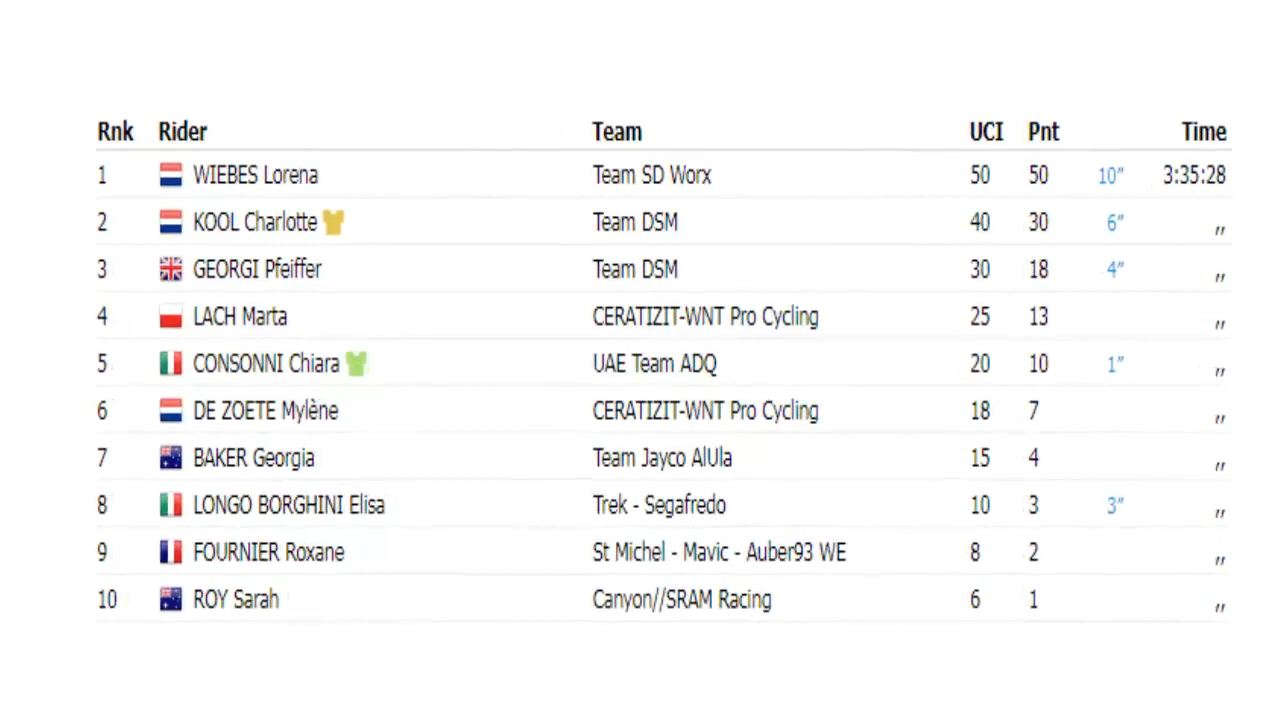 Rnk Rider Team UCI Pnt Time
1 WIEBES Lorena Team SD Worx 50 50 10″ 3:35:28
2 KOOL Charlotte Team DSM 40 30 6″ ,,
3 GEORGI Pfeiffer Team DSM 30 18 4″ ,,
4 LACH Marta CERATIZIT-WNT Pro Cycling 25 13 ,,
5 CONSONNI Chiara UAE Team ADQ 20 10 1″ ,,
6 DE ZOETE Mylène CERATIZIT-WNT Pro Cycling 18 7 ,,
7 BAKER Georgia Team Jayco AlUla 15 4 ,,
8 LONGO BORGHINI Elisa Trek - Segafredo 10 3 3″ ,,
9 FOURNIER Roxane St Michel - Mavic - Auber93 WE 8 2 ,,
10 ROY Sarah Canyon//SRAM Racing 6 1 ,,